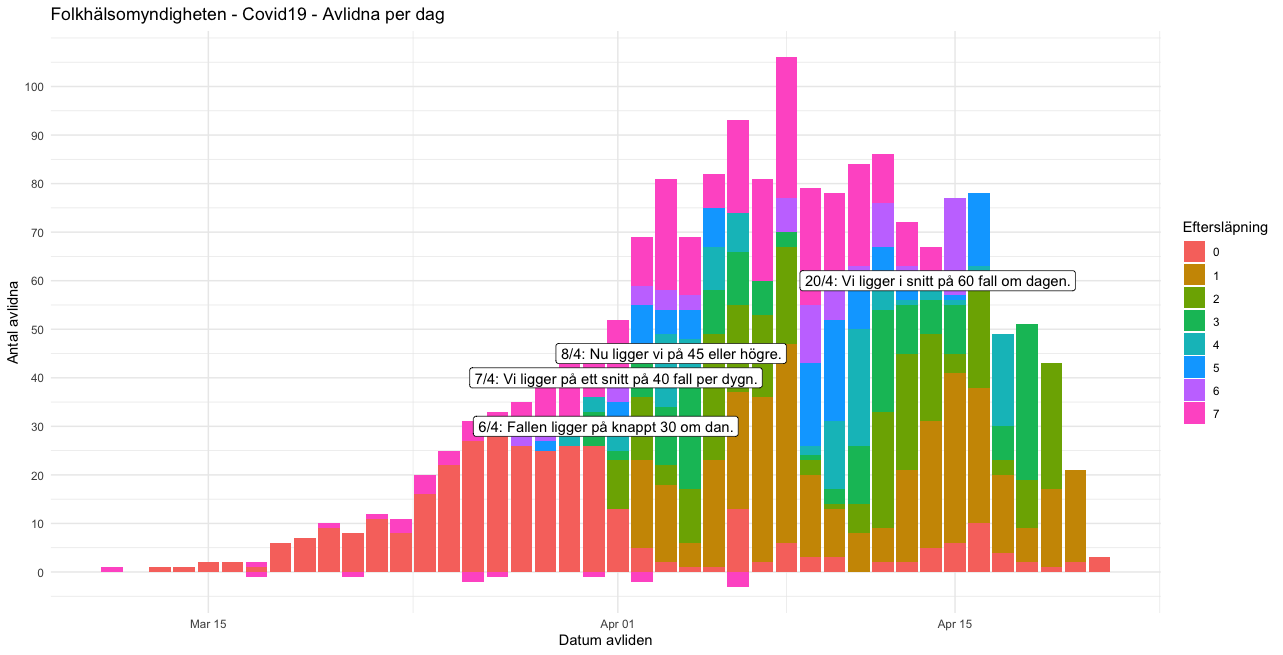 Folkhälsomyndigheten - Covid19 - Avlidna per dag
Antal avlidna
100
90
80
70
60
50
40
30
20
10
0
20/4: Vi ligger i snitt på 60 fall om dagen.
8/4: Nu ligger vi på 45 eller högre.
7/4: Vi ligger på ett snitt på 40 fall per dygn.
6/4: Fallen ligger på knappt 30 om dan.
Mar 15
Apr 01
Apr 15
Datum avliden
Eftersläpning
0
1
2
3
4
5
6
7